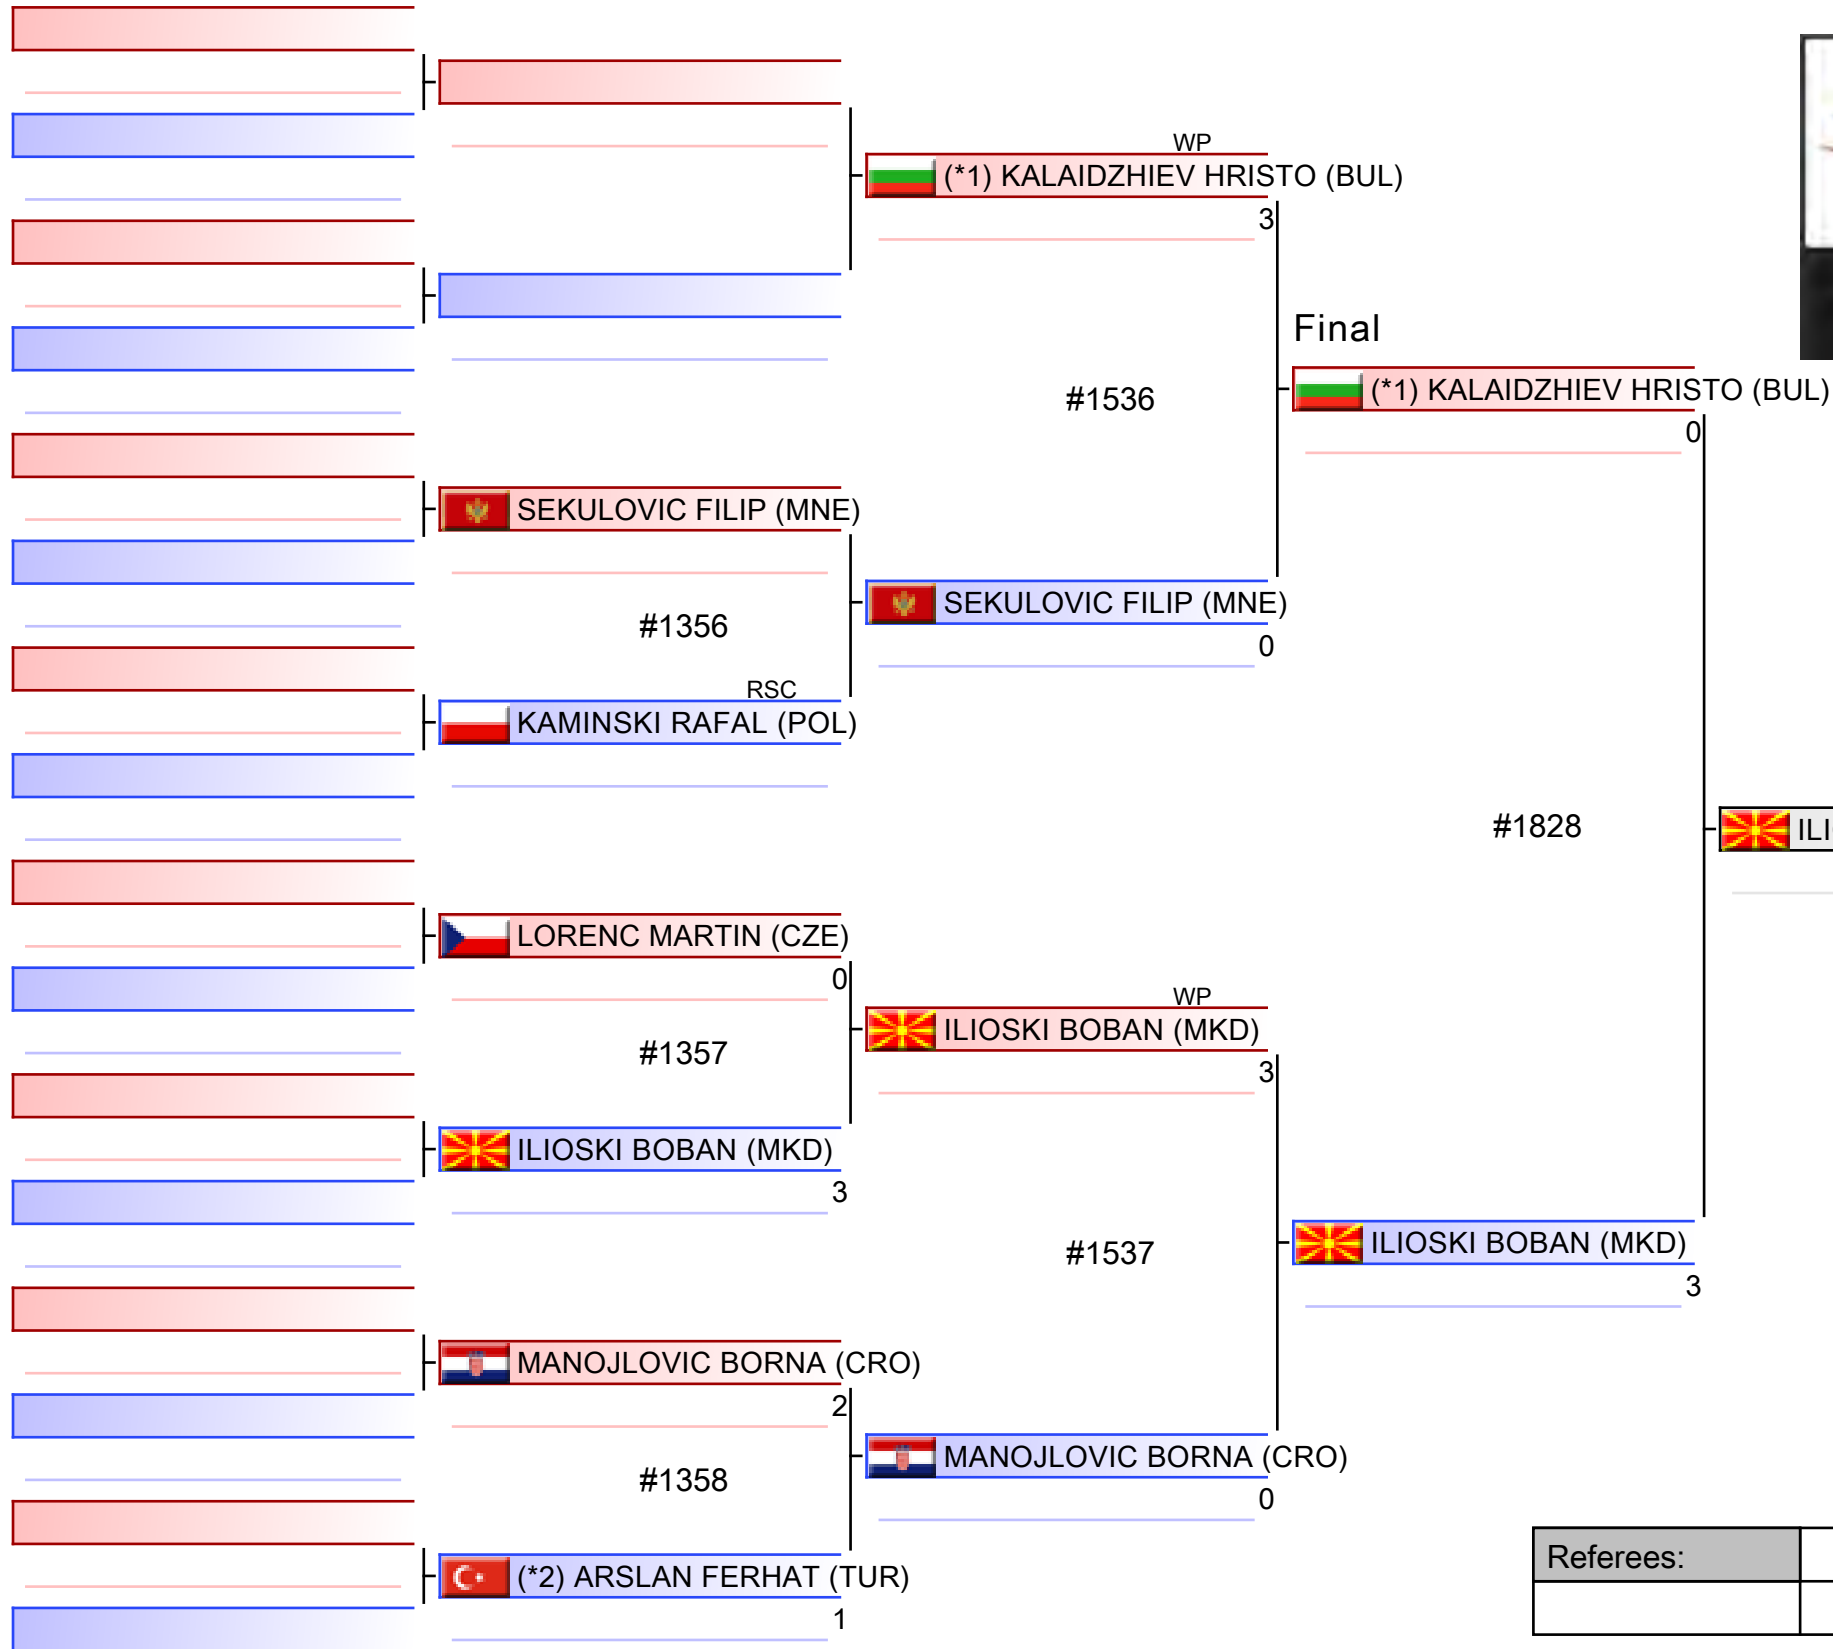 WP
(*1) KALAIDZHIEV HRISTO (BUL)
3
Final
#1536
(*1) KALAIDZHIEV HRISTO (BUL)
0
SEKULOVIC FILIP (MNE)
SEKULOVIC FILIP (MNE)
#1356
0
RSC
KAMINSKI RAFAL (POL)
#1828
ILI
LORENC MARTIN (CZE)
0
WP
ILIOSKI BOBAN (MKD)
#1357
3
ILIOSKI BOBAN (MKD)
3
#1537
ILIOSKI BOBAN (MKD)
3
MANOJLOVIC BORNA (CRO)
2
MANOJLOVIC BORNA (CRO)
#1358
0
Referees:
(*2) ARSLAN FERHAT (TUR)
1